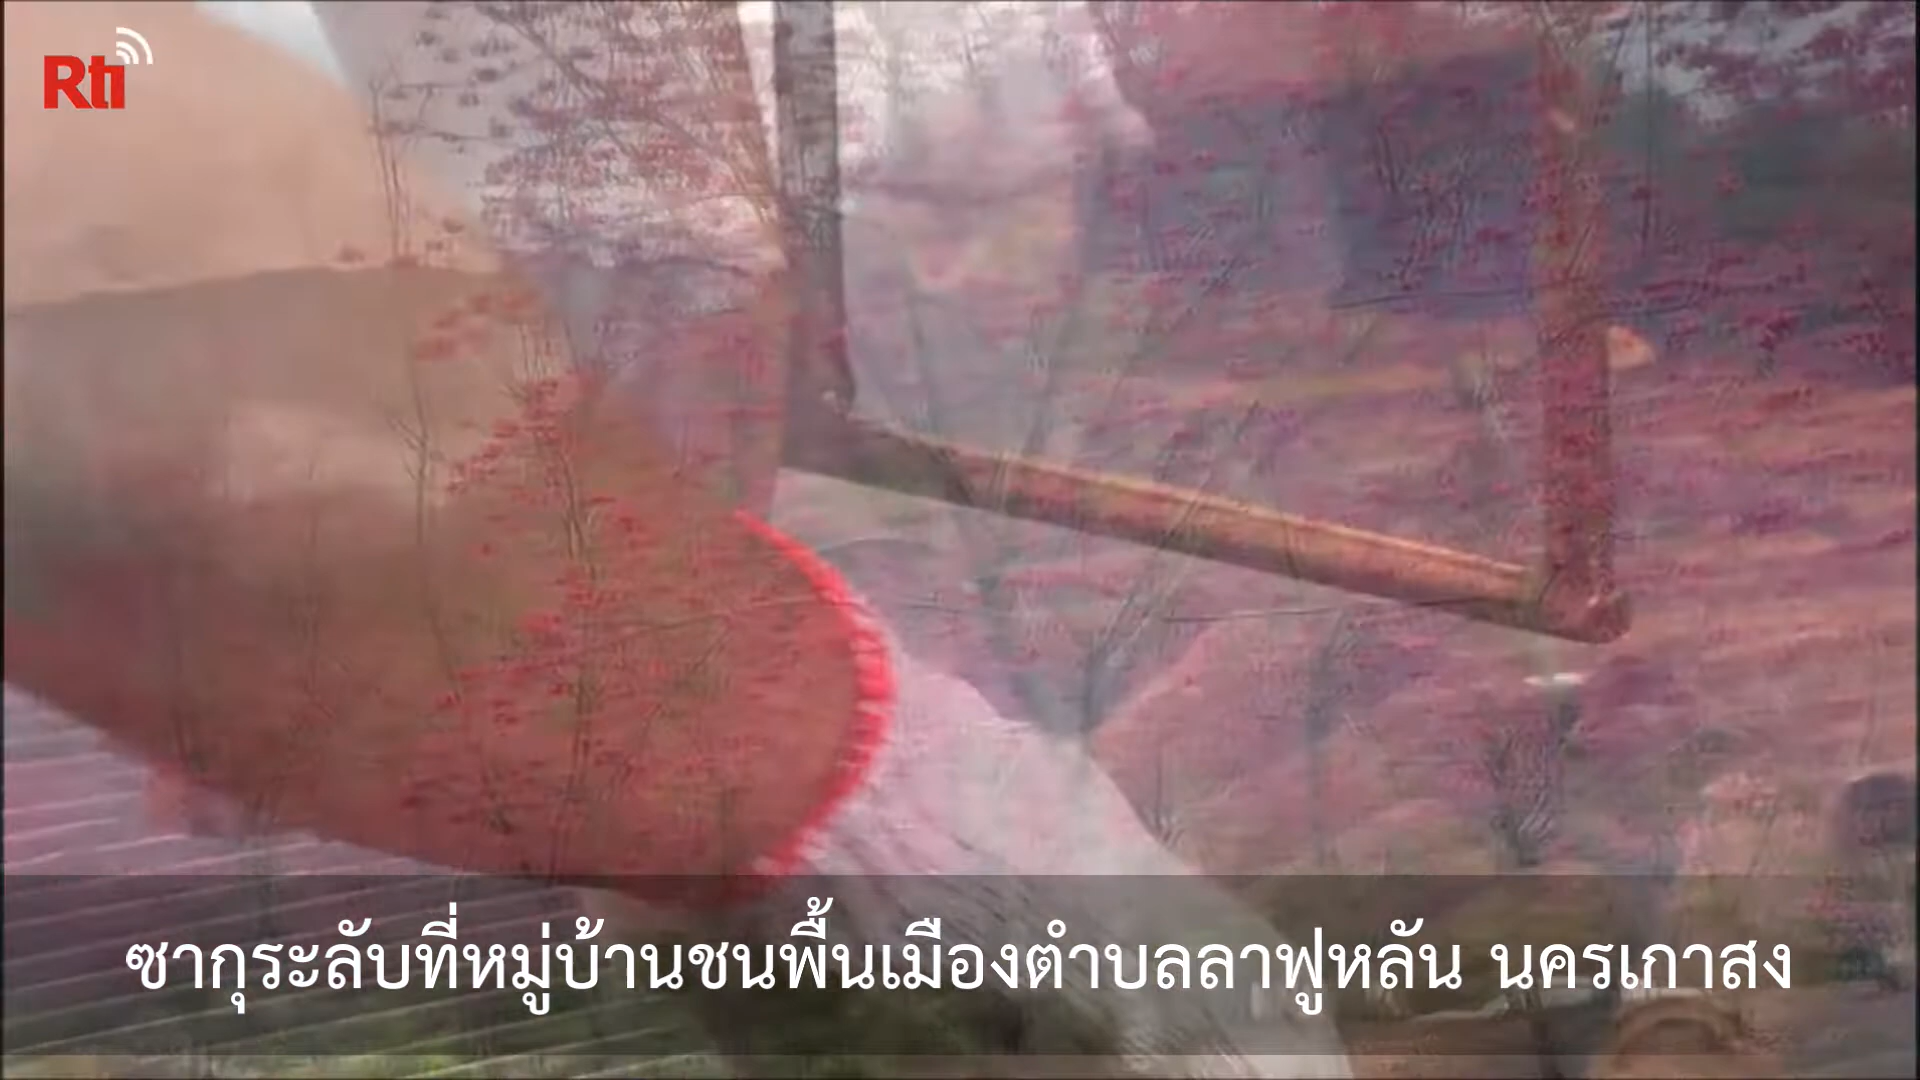 Rti
ซากุระลับที่หมู่บ้านชนพื้นเมืองตำบลลาฟูหลัน นครเกาสง